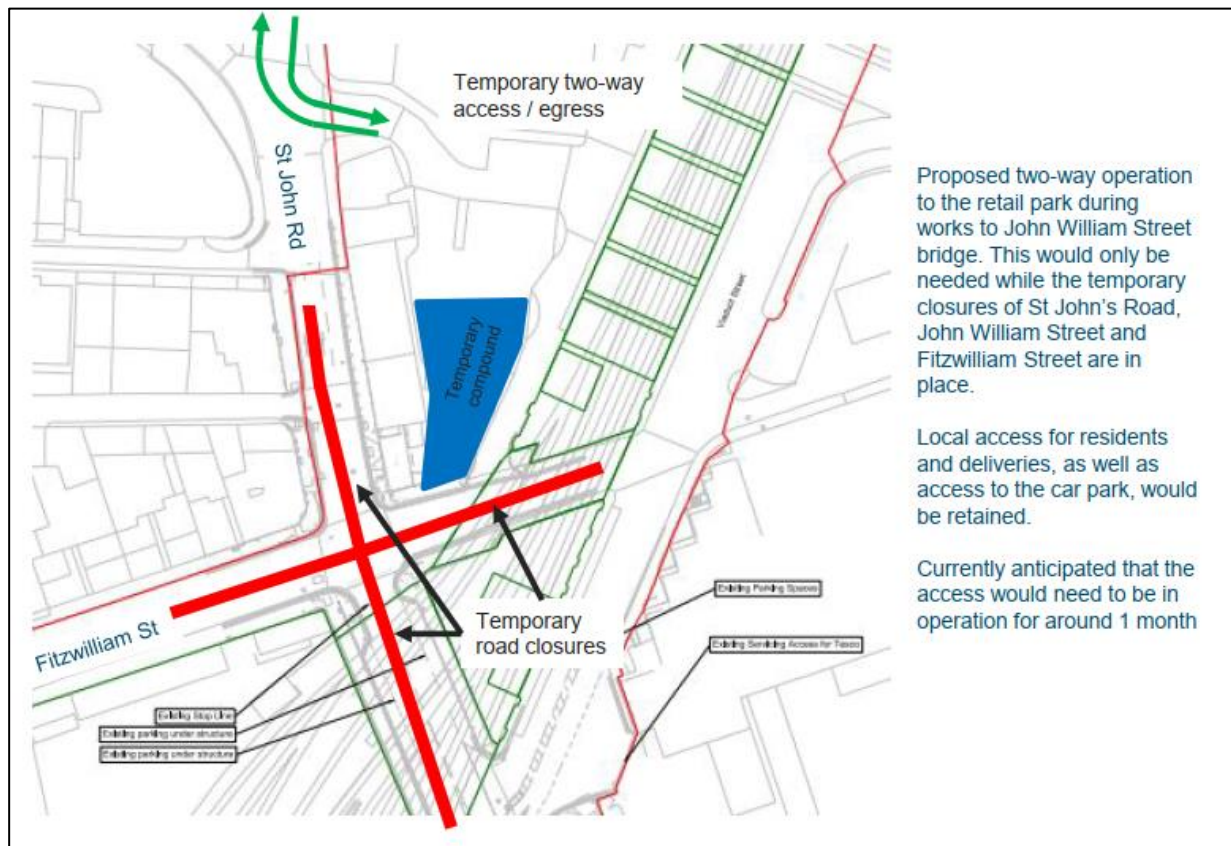 Temporary two-way
access / egress
St John Rd
Temporary
compound
Viaduct Street
Proposed two-way operation
to the retail park during
works to John William Street
bridge. This would only be
needed while the temporary
closures of St John's Road,
John William Street and
Fitzwilliam Street are in
place.
Local access for residents
and deliveries, as well as
access to the car park, would
be retained.
Currently anticipated that the
access would need to be in
operation for around 1 month
Temporary
road closures
Fitzwilliam St
Existing Parking Spaces
Existing Servicing Access for Tesco
Existing Stop Line
Existing parking under structure
Existing parking under structure